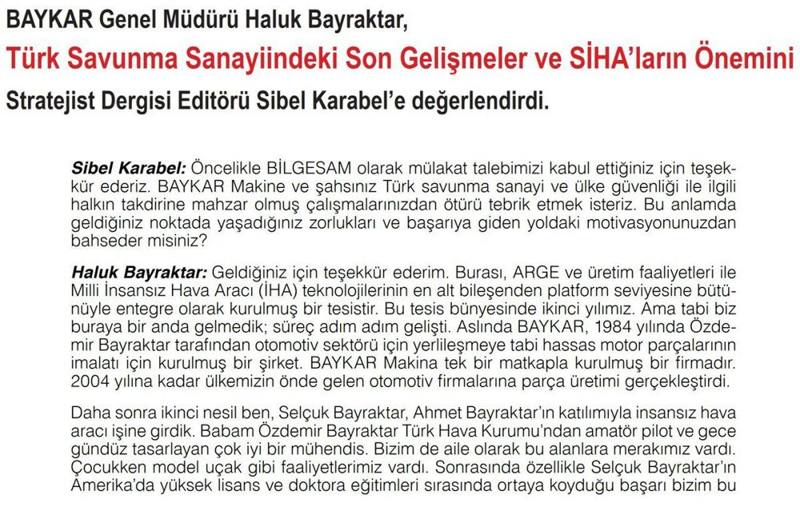 BAYKAR Genel Müdürü Haluk Bayraktar,
Türk Savunma Sanayiindeki Son Gelişmeler ve SİHA'ların Önemini
Stratejist Dergisi Editörü Sibel Karabel'e değerlendirdi.
Sibel Karabel: Öncelikle BİLGESAM olarak mülakat talebimizi kabul ettiğiniz için teşek-
kür ederiz. BAYKAR Makine ve şahsınız Türk savunma sanayi ve ülke güvenliği ile ilgili
halkın takdirine mahzar olmuş çalışmalarınızdan ötürü tebrik etmek isteriz. Bu anlamda
geldiğiniz noktada yaşadığınız zorlukları ve başarıya giden yoldaki motivasyonunuzdan
bahseder misiniz?
Haluk Bayraktar: Geldiğiniz için teşekkür ederim. Burası, ARGE ve üretim faaliyetleri ile
Milli İnsansız Hava Aracı (İHA) teknolojilerinin en alt bileşenden platform seviyesine bütü-
nüyle entegre olarak kurulmuş bir tesistir. Bu tesis bünyesinde ikinci yılımız. Ama tabi biz
buraya bir anda gelmedik; süreç adım adım gelişti. Aslında BAYKAR, 1984 yılında Özde-
mir Bayraktar tarafından otomotiv sektörü için yerlileşmeye tabi hassas motor parçalarının
imalatı için kurulmuş bir şirket. BAYKAR Makina tek bir matkapla kurulmuş bir firmadır.
2004 yılına kadar ülkemizin önde gelen otomotiv firmalarına parça üretimi gerçekleştirdi.
Daha sonra ikinci nesil ben, Selçuk Bayraktar, Ahmet Bayraktar'ın katılımıyla insansız hava
aracı işine girdik. Babam Özdemir Bayraktar Türk Hava Kurumu'ndan amatör pilot ve gece
gündüz tasarlayan çok iyi bir mühendis. Bizim de aile olarak bu alanlara merakımız vardı.
Çocukken model uçak gibi faaliyetlerimiz vardı. Sonrasında özellikle Selçuk Bayraktar'ın
Amerika'da yüksek lisans ve doktora eğitimleri sırasında ortaya koyduğu başarı bizim bu